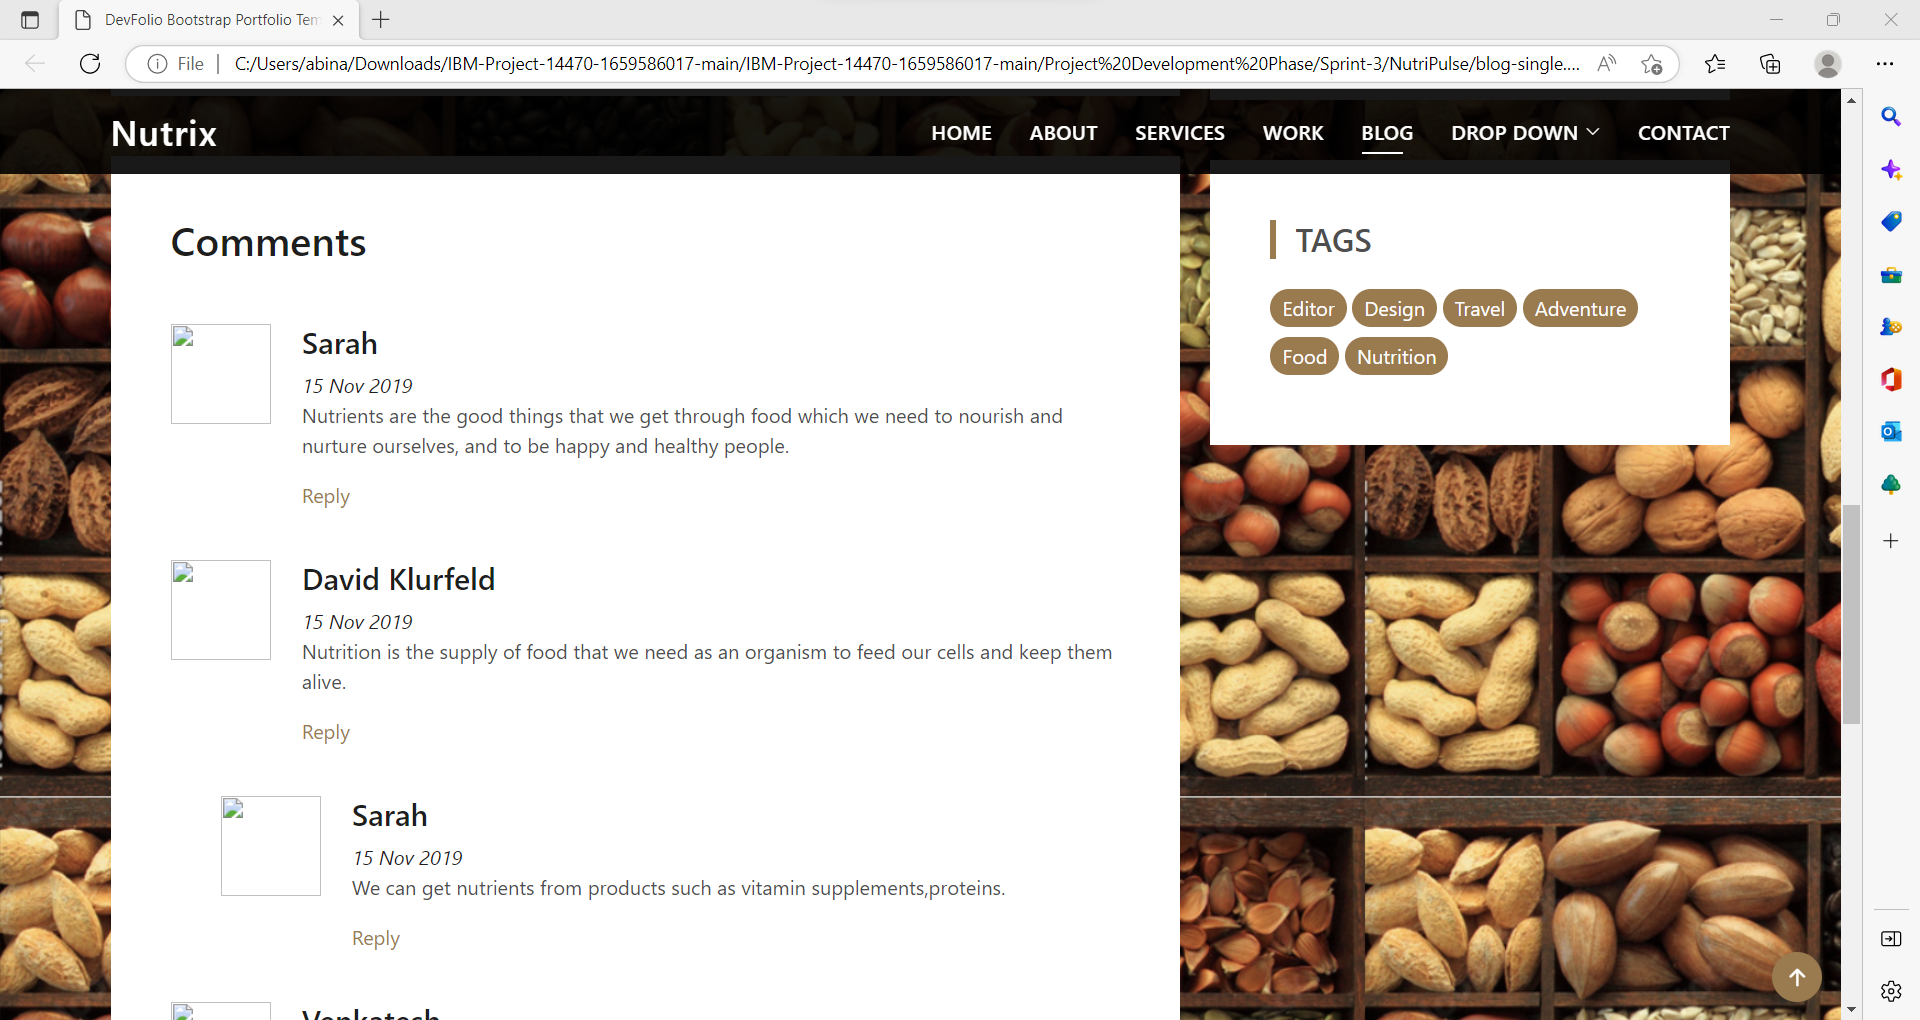 DevFolio Bootstrap Portfolio Tem
File
C:/Users/abina/Downloads/IBM-Project-14470-1659586017-main/IBM-Project-14470-1659586017-main/Project%20Development%20Phase/Sprint-3/NutriPulse/blog-single....
Nutrix
HOME ABOUT SERVICES WORK BLOG DROP DOWN CONTACT
Comments
Sarah
15 Nov 2019
Nutrients are the good things that we get through food which we need to nourish and
nurture ourselves, and to be happy and healthy people.
Reply
David Klurfeld
15 Nov 2019
Nutrition is the supply of food that we need as an organism to feed our cells and keep them
alive.
Reply
Sarah
15 Nov 2019
We can get nutrients from products such as vitamin supplements,proteins.
Reply
Venkatesh
TAGS
Editor Design Travel Adventure
Food Nutrition